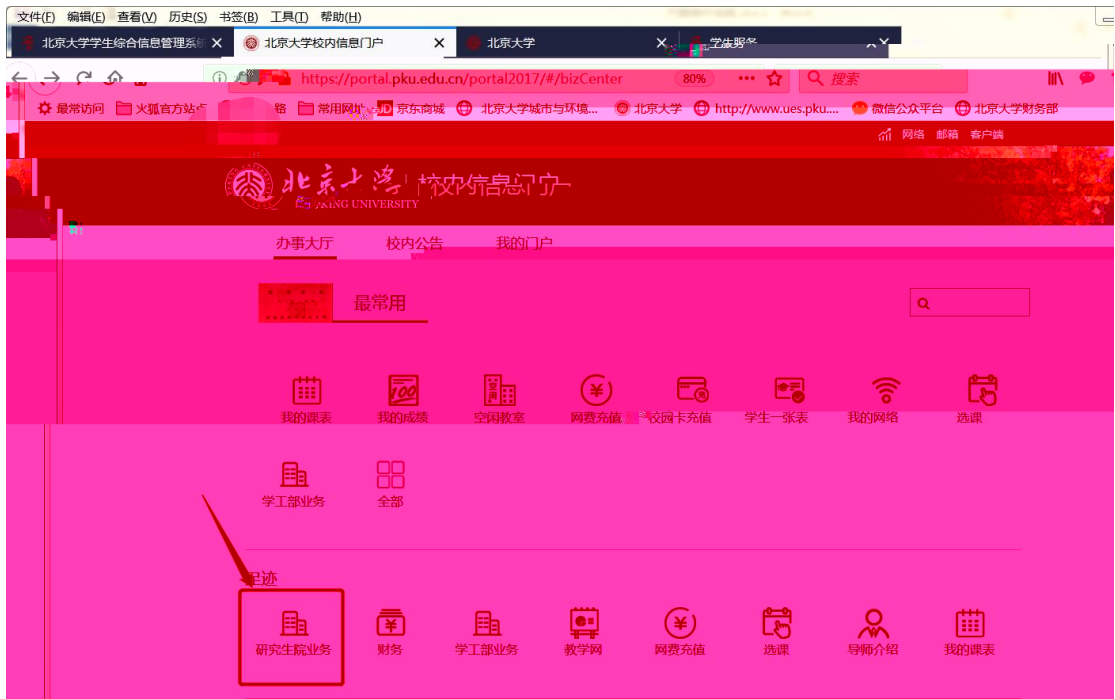 文件(F) 编辑(E) 查看(V) 历史(S) 书签(B) 工具(T) 帮助(H)
北京大学学生综合信息管理系统 北京大学校内信息门户 北京大学 学生服务
https://portal.pku.edu.cn/portal2017/#/bizCenter 80% 搜索
最常访问 火狐官方站点 常用网址 京东商城 北京大学城市与环境... 北京大学 http://www.ues.pku.... 微信公众平台 北京大学财务部
网络 邮箱 客户端
北京大学 校内信息门户
UNIVERSITY
办事大厅 校内公告 我的门户
最常用
我的课表 我的成绩 空闲教室 网费充值 校园卡充值 学生一张表 我的网络 选课
学工部业务 全部
足迹
研究生院业务 财务 学工部业务 教学网 网费充值 选课 导师介绍 我的课表